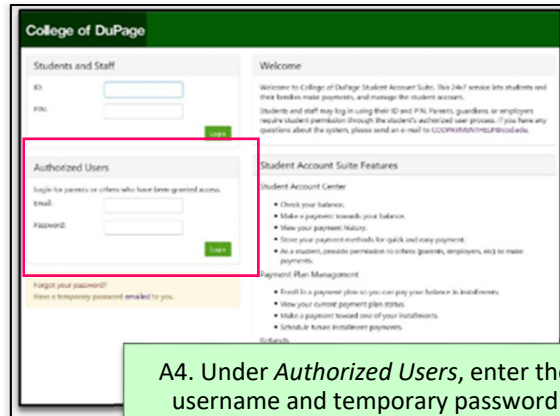 College of DuPage
Students and Staff
ID:
PIN:
Login
Authorized Users
Login for parents or others who have been granted access.
Email:
Password:
Login
Forgot your password?
Have a temporary password emailed to you.
Welcome
Welcome to College of DuPage Student Account Suite. This 24x7 service lets students and
their families make payments, and manage the student account.
Students and staff may log in using their ID and PIN. Parents, guardians, or employers
require student permission through the student's authorized user process. If you have any
questions about the system, please send an e-mail to CODPAYMENTHELP@cod.edu.
Student Account Suite Features
Student Account Center
• Check your balance.
• Make a payment towards your balance.
• View your payment history.
• Store your payment methods for quick and easy payment.
• As a student, provide permission to others (parents, employers, etc) to make
payments.
Payment Plan Management
• Enroll in a payment plan so you can pay your balance in installments.
• View your current payment plan status.
• Make a payment toward one of your installments.
• Schedule future installment payments.
Refunds
A4. Under Authorized Users, enter the
username and temporary password